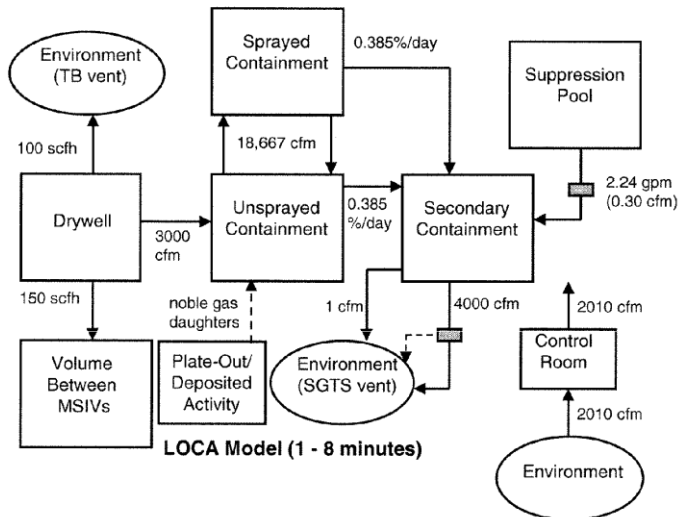 Environment
(TB vent)
Sprayed
Containment
0.385%/day
Suppression
Pool
100 scfh
18,667 cfm
2.24 gpm
(0.30 cfm)
Drywell
3000
cfm
Unsprayed
Containment
0.385
%/day
Secondary
Containment
150 scfh
noble gas
daughters
1 cfm
4000 cfm
2010 cfm
Volume
Between
MSIVs
Plate-Out/
Deposited
Activity
Environment
(SGTS vent)
Control
Room
2010 cfm
LOCA Model (1 - 8 minutes)
Environment